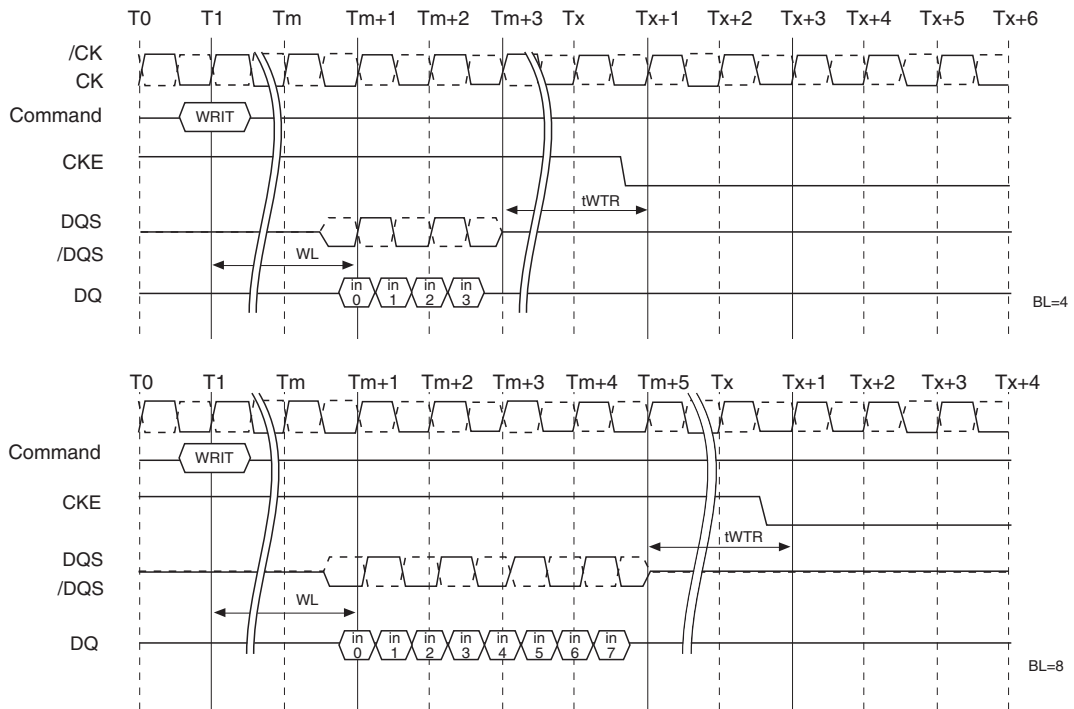 T0 T1 Tm Tm+1 Tm+2 Tm+3 Tx Tx+1 Tx+2 Tx+3 Tx+4 Tx+5 Tx+6
/CK
CK
Command WRIT
CKE
tWTR
DQS
/DQS
WL
DQ in 0 in 1 in 2 in 3
BL=4
T0 T1 Tm Tm+1 Tm+2 Tm+3 Tm+4 Tm+5 Tx Tx+1 Tx+2 Tx+3 Tx+4
Command WRIT
CKE
tWTR
DQS
/DQS
WL
DQ in 0 in 1 in 2 in 3 in 4 in 5 in 6 in 7
BL=8